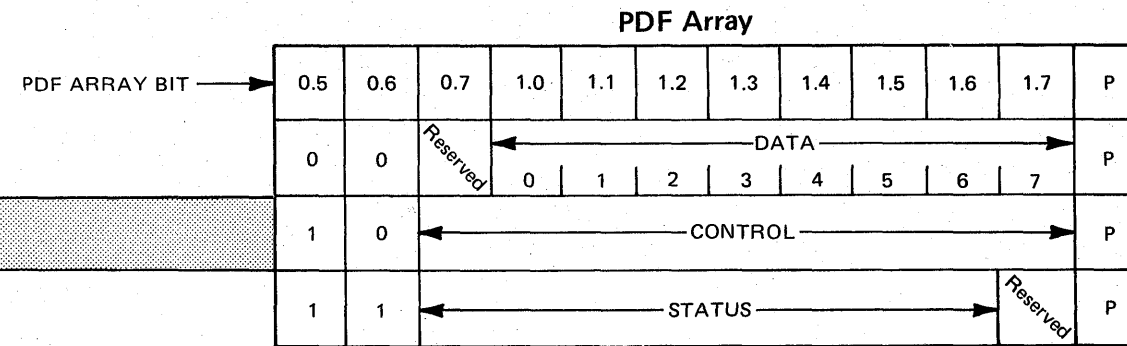 PDF Array
PDF ARRAY BIT 0.5 0.6 0.7 1.0 1.1 1.2 1.3 1.4 1.5 1.6 1.7 P
0 0 Reserved DATA P
0 1 2 3 4 5 6 7
1 0 CONTROL P
1 1 STATUS Reserved P